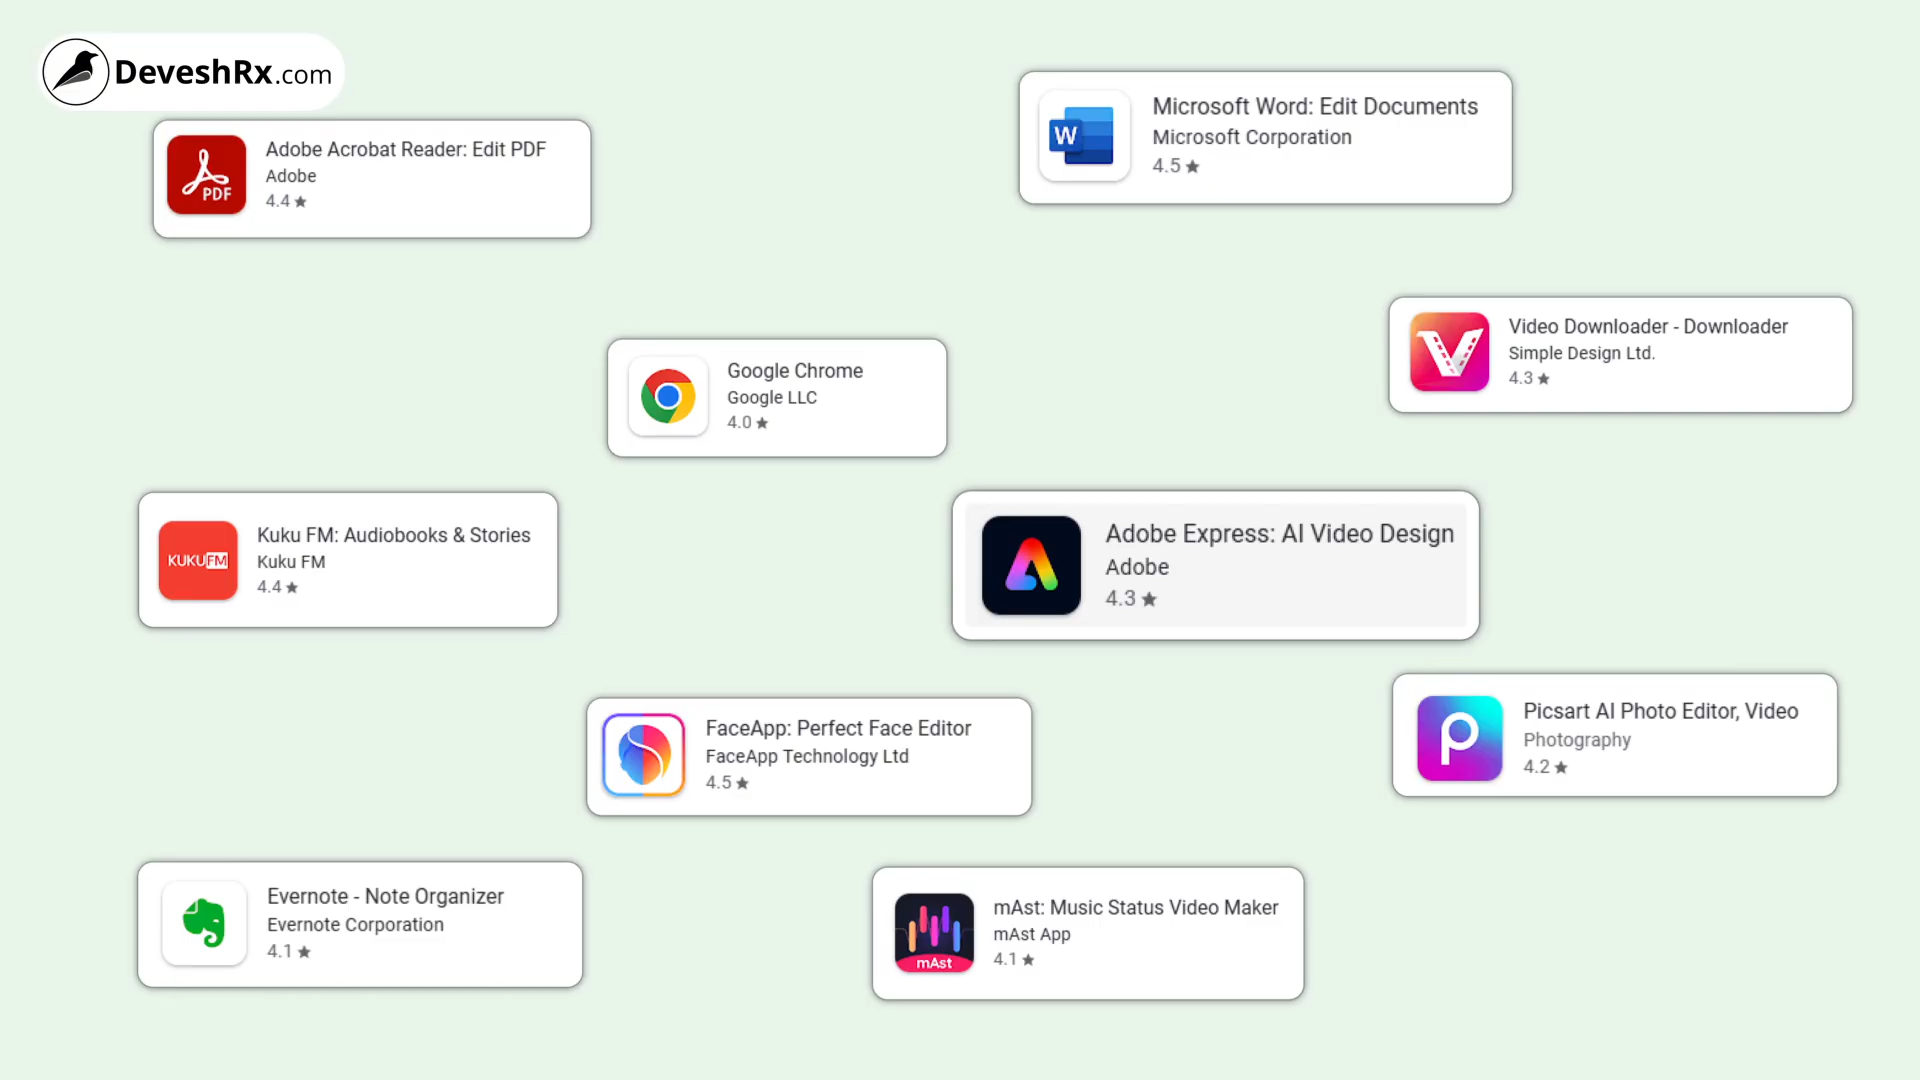 DeveshRx.com
Adobe Acrobat Reader: Edit PDF
Adobe
4.4 ★
PDF
Microsoft Word: Edit Documents
Microsoft Corporation
4.5 ★
W
Video Downloader - Downloader
Simple Design Ltd.
4.3 ★
Google Chrome
Google LLC
4.0 ★
KUKU FM
Kuku FM: Audiobooks & Stories
Kuku FM
4.4 ★
Adobe Express: AI Video Design
Adobe
4.3 ★
FaceApp: Perfect Face Editor
FaceApp Technology Ltd
4.5 ★
Picsart AI Photo Editor, Video
Photography
4.2 ★
Evernote - Note Organizer
Evernote Corporation
4.1 ★
mAst: Music Status Video Maker
mAst App
4.1 ★
mAst